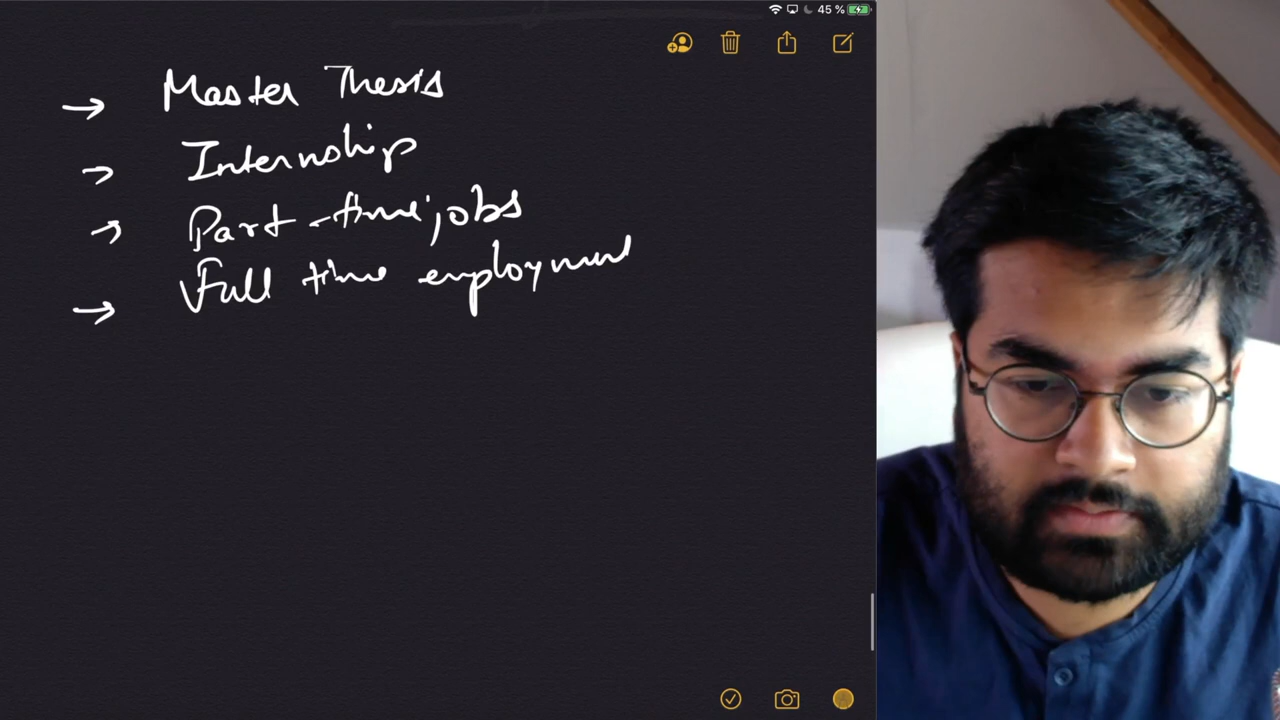 45 %
→ Master Thesis
→ Internship
→ Part-time jobs
→ Full time employment